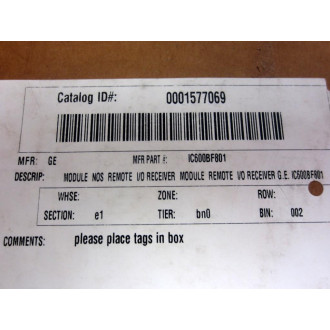 Catalog ID#: 0001577069
MFR: GE MFR PART #: IC600BF801
DESCRIP: MODULE NOS REMOTE I/O RECEIVER MODULE REMOTE I/O RECEIVER G.E. IC600BF801
WHSE: ZONE: ROW:
SECTION: e1 TIER: bn0 BIN: 002
COMMENTS: please place tags in box